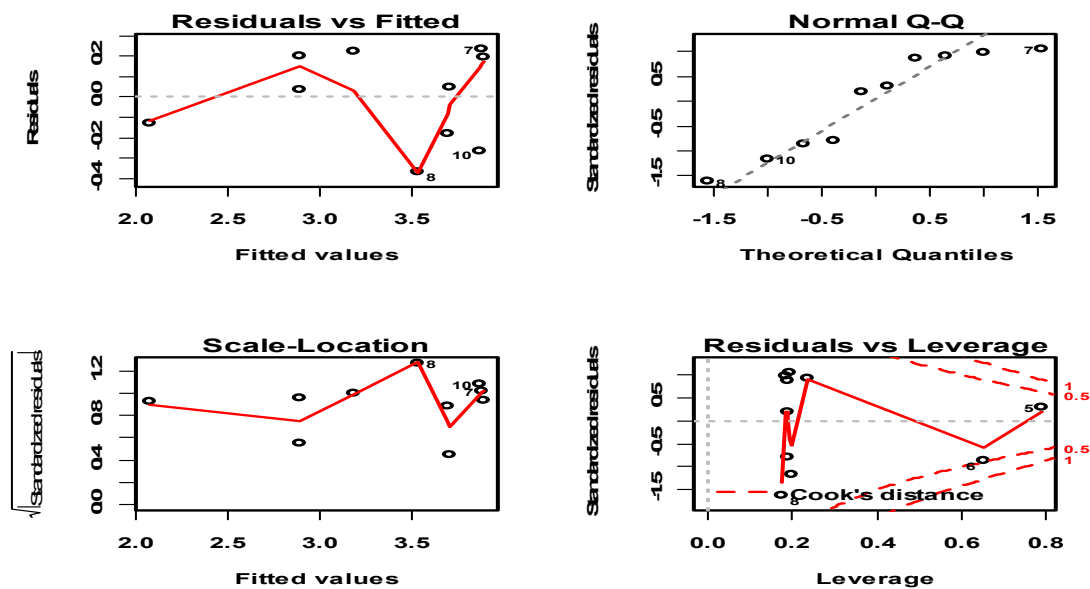 Residuals vs Fitted
Residuals
0.2
0.0
-0.2
-0.4
7
8
10
2.0 2.5 3.0 3.5
Fitted values
Normal Q-Q
Standardized residuals
0.5
-0.5
-1.5
7
10
8
-1.5 -0.5 0.5 1.5
Theoretical Quantiles
Scale-Location
√|Standardized residuals|
1.2
0.8
0.4
0.0
8
10
7
2.0 2.5 3.0 3.5
Fitted values
Residuals vs Leverage
Standardized residuals
0.5
-0.5
-1.5
1
0.5
5
0.5
6
1
Cook's distance
8
0.0 0.2 0.4 0.6 0.8
Leverage